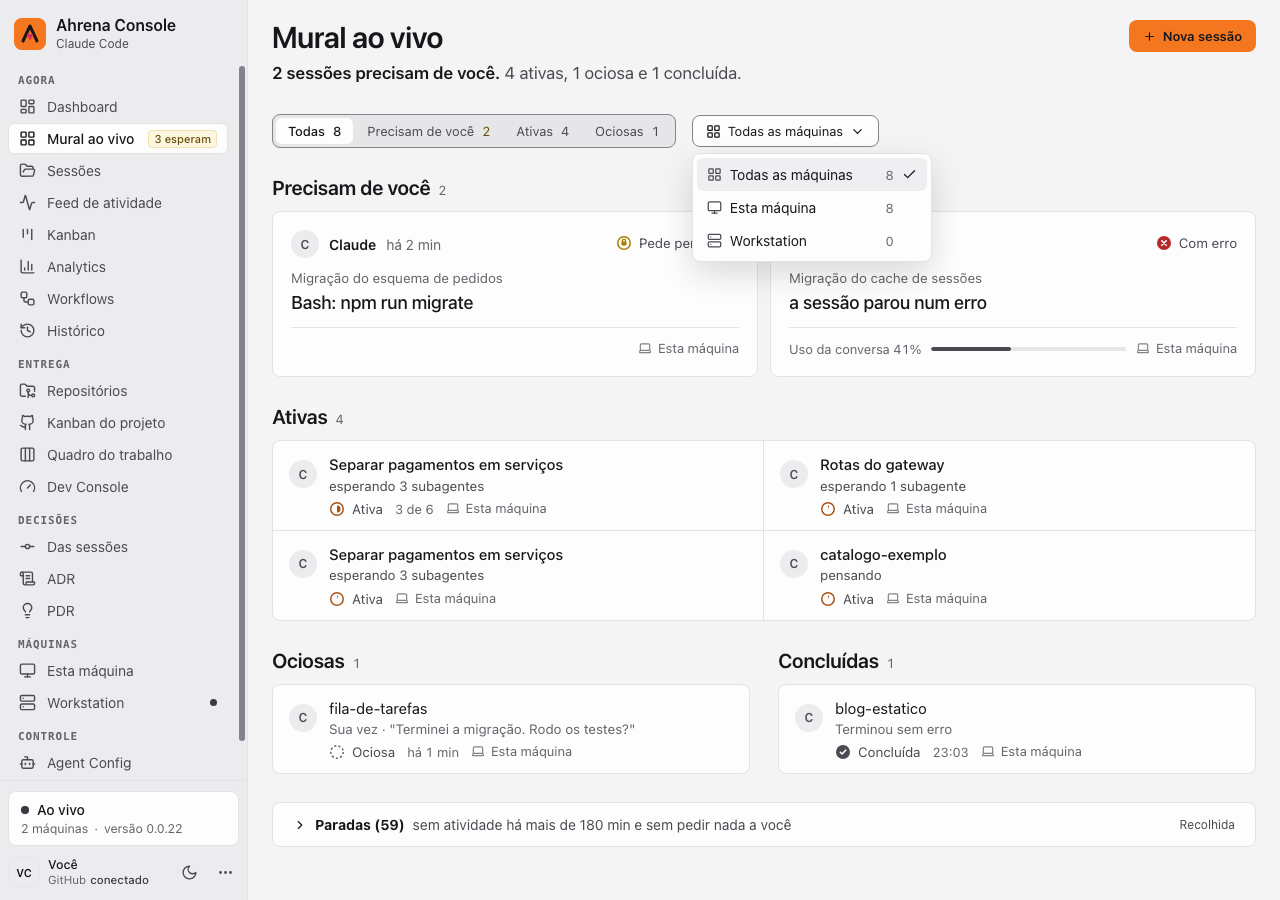 Ahrena Console
Claude Code
AGORA
Dashboard
Mural ao vivo 3 esperam
Sessões
Feed de atividade
Kanban
Analytics
Workflows
Histórico
ENTREGA
Repositórios
Kanban do projeto
Quadro do trabalho
Dev Console
DECISÕES
Das sessões
ADR
PDR
MÁQUINAS
Esta máquina
Workstation
CONTROLE
Agent Config
Ao vivo
2 máquinas · versão 0.0.22
VC
Você
GitHub conectado
Mural ao vivo
Nova sessão
2 sessões precisam de você. 4 ativas, 1 ociosa e 1 concluída.
Todas 8 Precisam de você 2 Ativas 4 Ociosas 1
Todas as máquinas
Todas as máquinas 8
Esta máquina 8
Workstation 0
Precisam de você 2
C Claude há 2 min Pede
Migração do esquema de pedidos
Bash: npm run migrate
Esta máquina
Com erro
Migração do cache de sessões
a sessão parou num erro
Uso da conversa 41% Esta máquina
Ativas 4
C
Separar pagamentos em serviços
esperando 3 subagentes
Ativa 3 de 6 Esta máquina
C
Rotas do gateway
esperando 1 subagente
Ativa Esta máquina
C
Separar pagamentos em serviços
esperando 3 subagentes
Ativa Esta máquina
C
catalogo-exemplo
pensando
Ativa Esta máquina
Ociosas 1
C
fila-de-tarefas
Sua vez · "Terminei a migração. Rodo os testes?"
Ociosa há 1 min Esta máquina
Concluídas 1
C
blog-estatico
Terminou sem erro
Concluída 23:03 Esta máquina
Paradas (59) sem atividade há mais de 180 min e sem pedir nada a você Recolhida